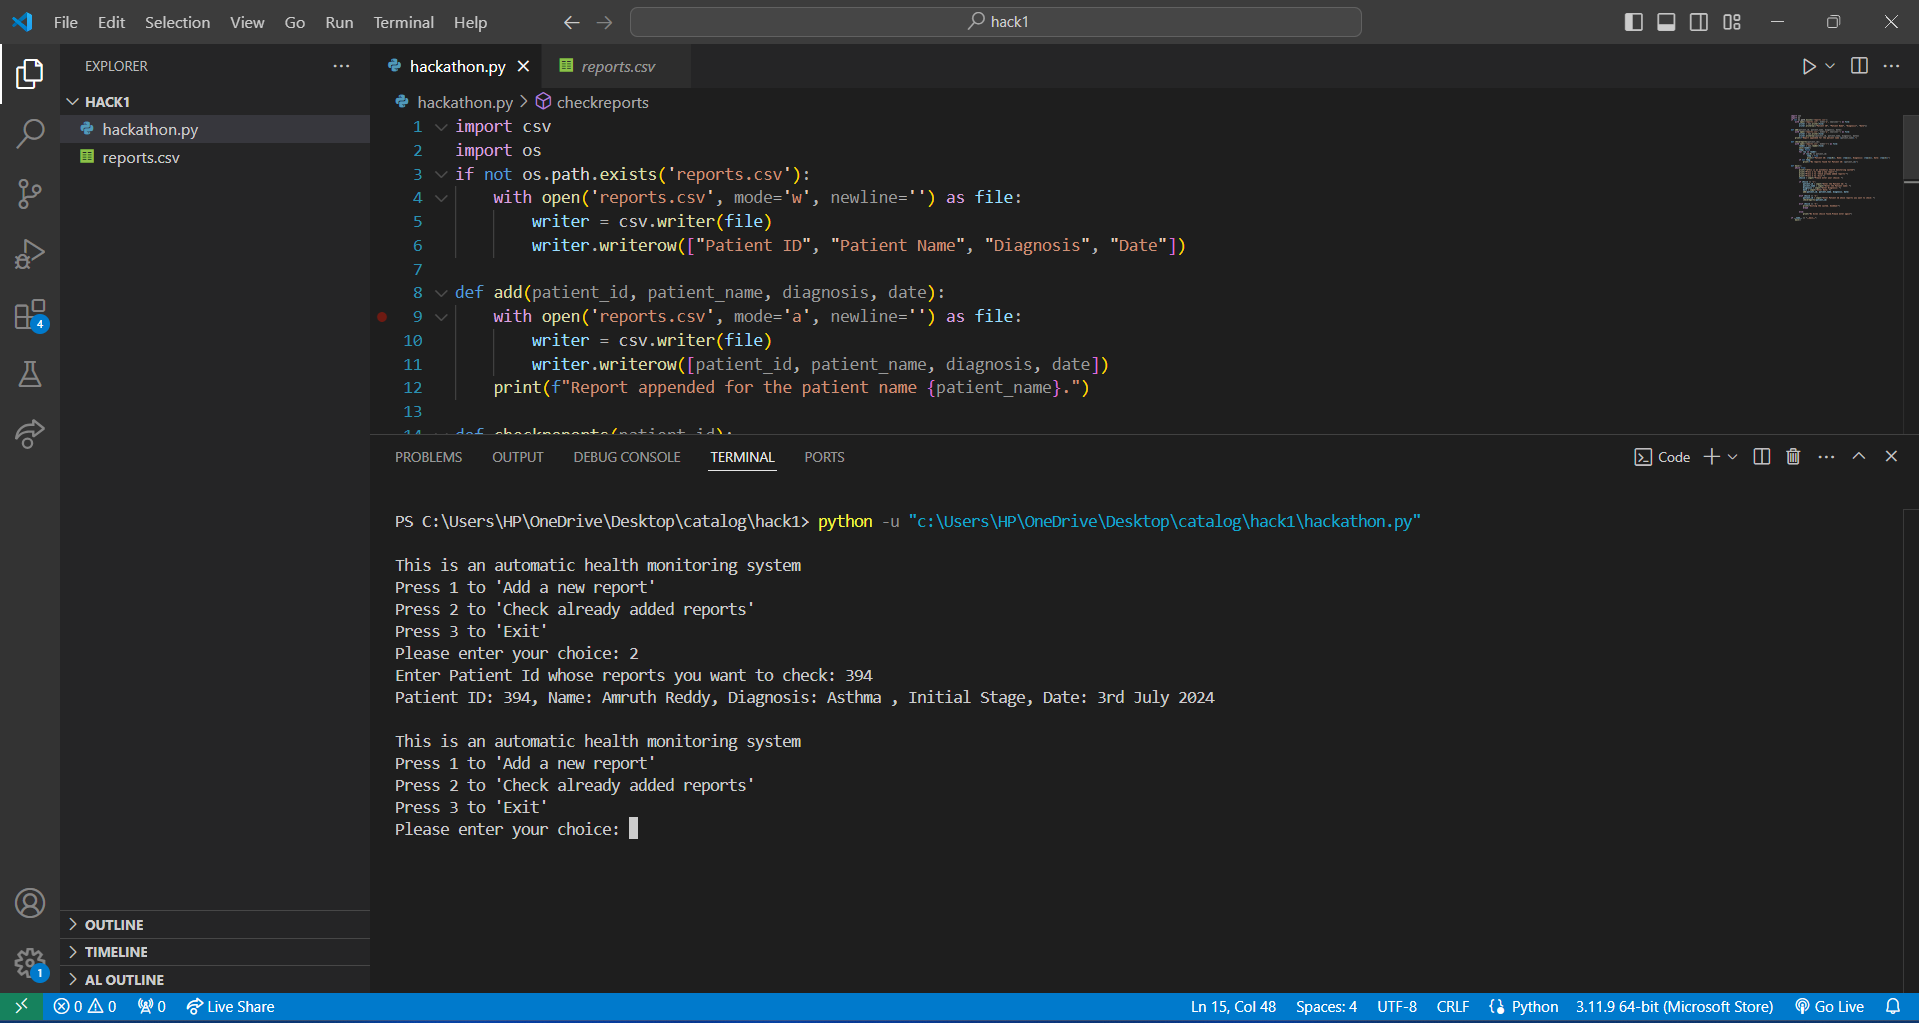 File Edit Selection View Go Run Terminal Help
hack1
EXPLORER
HACK1
hackathon.py
reports.csv
4
OUTLINE
TIMELINE
AL OUTLINE
1
hackathon.py
reports.csv
hackathon.py > checkreports
1 import csv
2 import os
3 if not os.path.exists('reports.csv'):
4 with open('reports.csv', mode='w', newline='') as file:
5 writer = csv.writer(file)
6 writer.writerow(["Patient ID", "Patient Name", "Diagnosis", "Date"])
7
8 def add(patient_id, patient_name, diagnosis, date):
9 with open('reports.csv', mode='a', newline='') as file:
10 writer = csv.writer(file)
11 writer.writerow([patient_id, patient_name, diagnosis, date])
12 print(f"Report appended for the patient name {patient_name}.")
13
14 def checkreports(patient_id):
PROBLEMS OUTPUT DEBUG CONSOLE TERMINAL PORTS
Code
PS C:\Users\HP\OneDrive\Desktop\catalog\hack1> python -u "c:\Users\HP\OneDrive\Desktop\catalog\hack1\hackathon.py"
This is an automatic health monitoring system
Press 1 to 'Add a new report'
Press 2 to 'Check already added reports'
Press 3 to 'Exit'
Please enter your choice: 2
Enter Patient Id whose reports you want to check: 394
Patient ID: 394, Name: Amruth Reddy, Diagnosis: Asthma , Initial Stage, Date: 3rd July 2024
This is an automatic health monitoring system
Press 1 to 'Add a new report'
Press 2 to 'Check already added reports'
Press 3 to 'Exit'
Please enter your choice:
0 0 0 Live Share
Ln 15, Col 48 Spaces: 4 UTF-8 CRLF Python 3.11.9 64-bit (Microsoft Store) Go Live